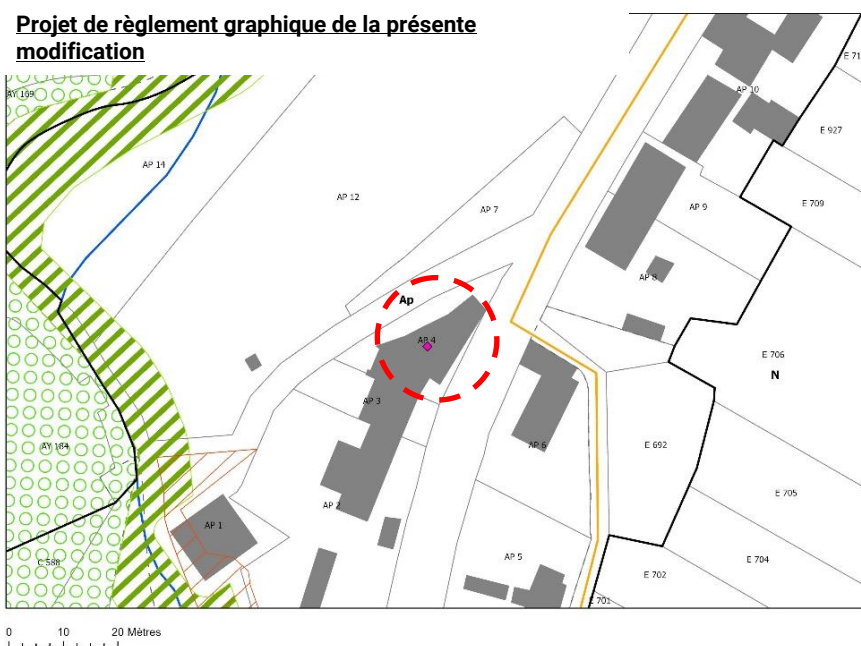 Projet de règlement graphique de la présente
modification
E 71
AY 169
AP 10
E 927
AP 14
AP 12
E 709
AP 7
AP 9
AP 8
Ap
AP 4
E 706
N
AP 3
AP 6
E 692
AY 184
E 705
AP 2
AP 1
AP 5
E 704
C 588
E 702
E 701
0 10 20 Mètres